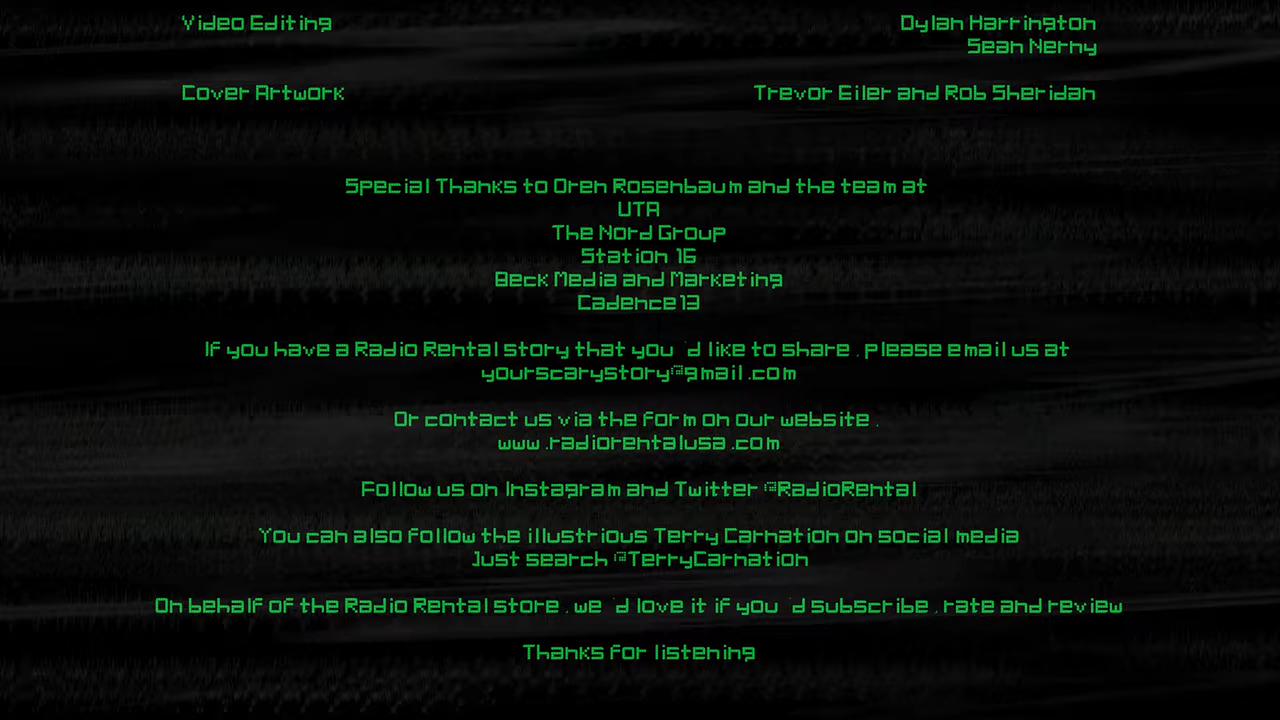 Video Editing Dylan Harrington
Sean Nerny
Cover Artwork Trevor Eiler and Rob Sheridan
Special Thanks to Oren Rosenbaum and the team at
UTA
The Nord Group
Station 16
Beck Media and Marketing
Cadence13
If you have a Radio Rental story that you'd like to share, please email us at
yourscarystory@gmail.com
Or contact us via the form on our website.
www.radiorentalusa.com
Follow us on Instagram and Twitter @RadioRental
You can also follow the illustrious Terry Carnation on social media
Just search @TerryCarnation
On behalf of the Radio Rental store, we'd love it if you'd subscribe, rate and review
Thanks for listening